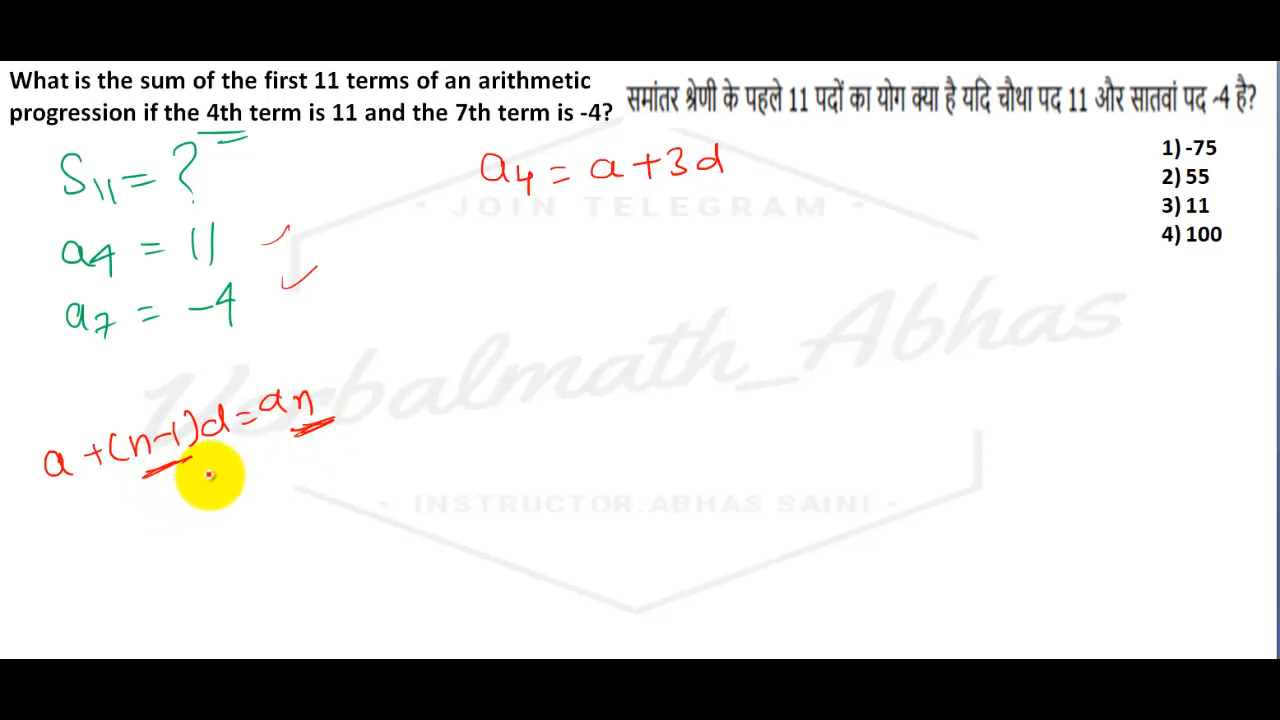 What is the sum of the first 11 terms of an arithmetic
progression if the 4th term is 11 and the 7th term is -4?
समांतर श्रेणी के पहले 11 पदों का योग क्या है यदि चौथा पद 11 और सातवां पद -4 है?
1) -75
2) 55
3) 11
4) 100
S₁₁ = ?
a₄ = a + 3d
- JOIN TELEGRAM -
a₄ = 11
a₇ = -4
Verbalmath_Abhas
a + (n-1)d = aₙ
- INSTRUCTOR: ABHAS SAINI -